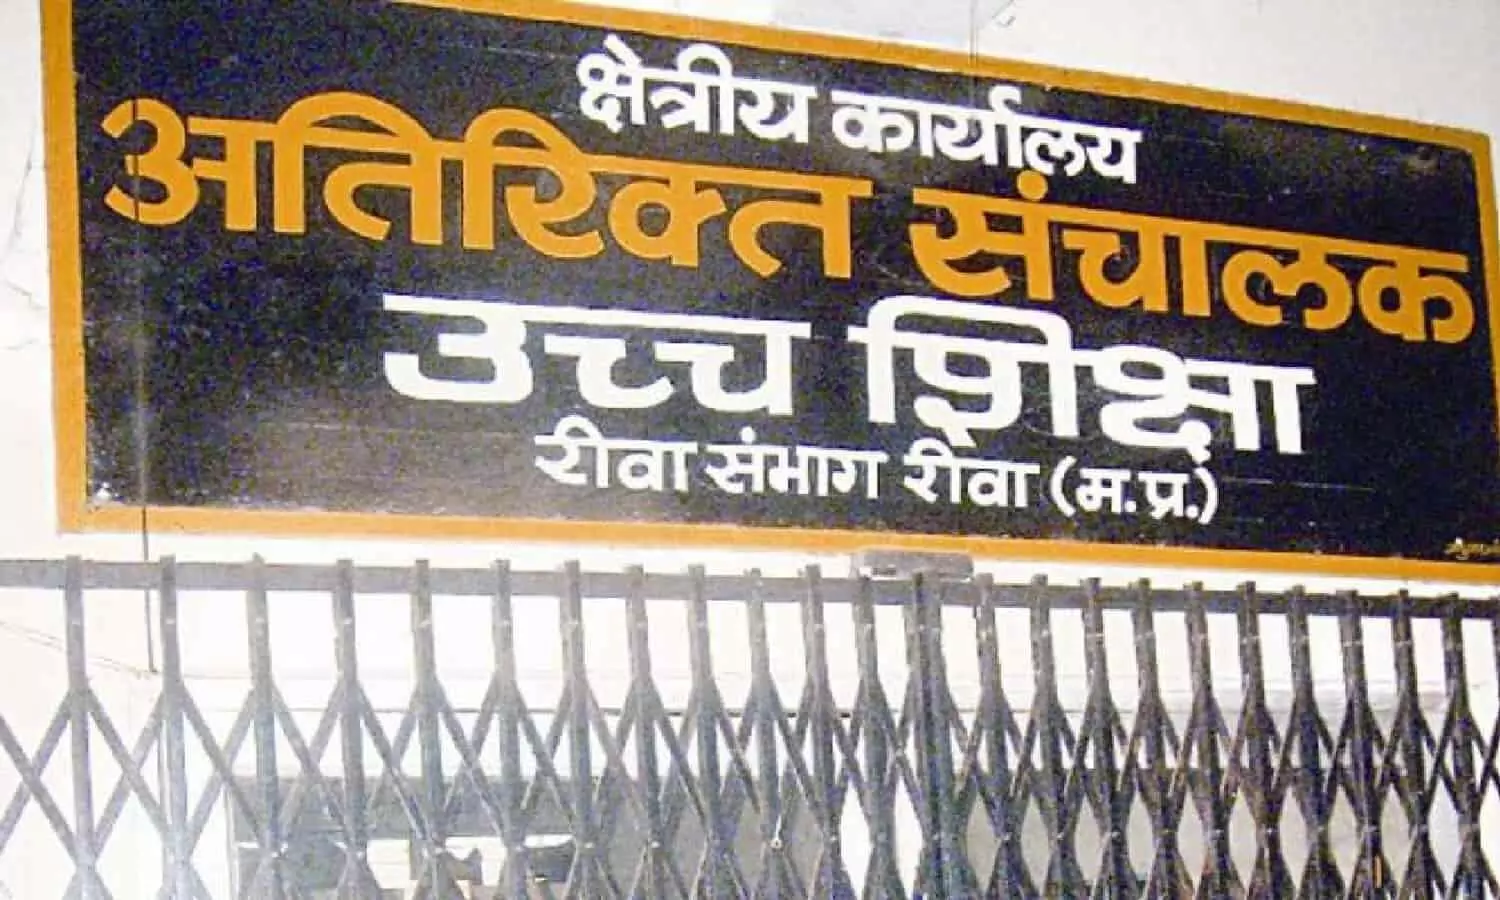 क्षेत्रीय कार्यालय
अतिरिक्त संचालक
उच्च शिक्षा
रीवा संभाग रीवा (म.प्र.)